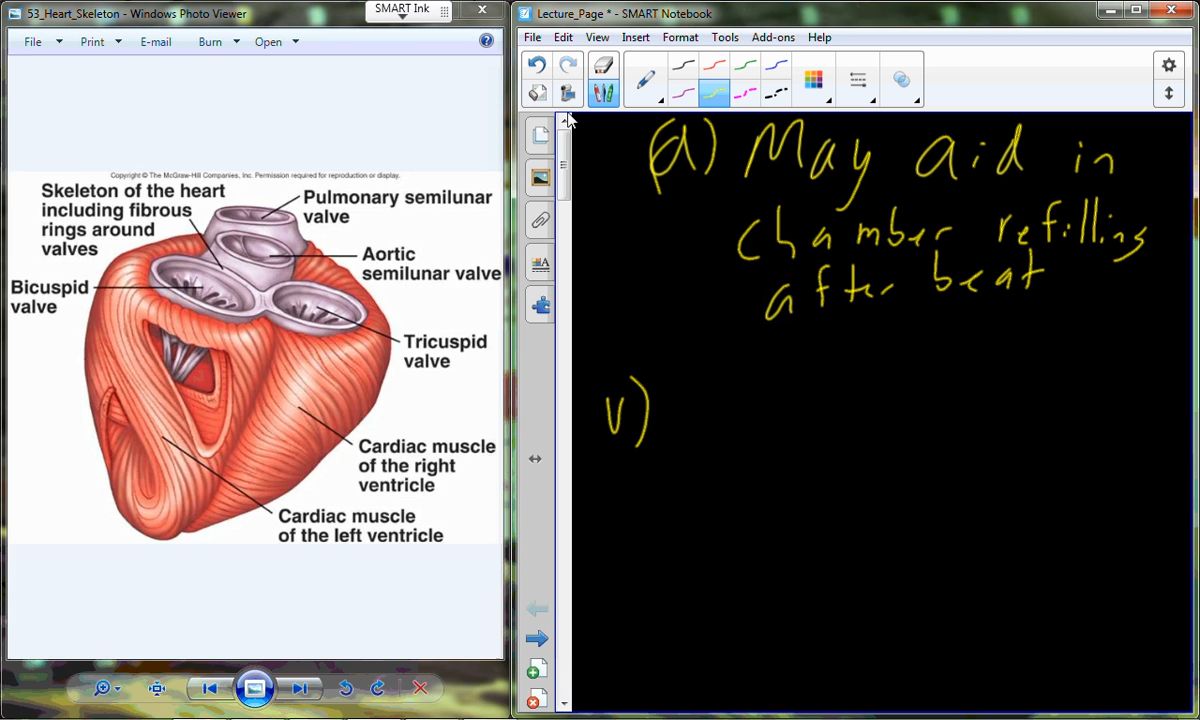 53_Heart_Skeleton - Windows Photo Viewer
SMART Ink
File Print E-mail Burn Open
Copyright © The McGraw-Hill Companies, Inc. Permission required for reproduction or display.
Skeleton of the heart
including fibrous
rings around
valves
Pulmonary semilunar
valve
Aortic
semilunar valve
Bicuspid
valve
Tricuspid
valve
Cardiac muscle
of the right
ventricle
Cardiac muscle
of the left ventricle
Lecture_Page * - SMART Notebook
File Edit View Insert Format Tools Add-ons Help
(d) May aid in
chamber refilling
after beat
v)